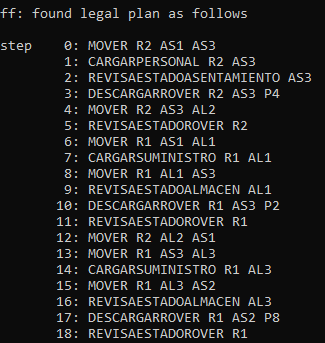 ff: found legal plan as follows
step    0: MOVER R2 AS1 AS3
1: CARGARPERSONAL R2 AS3
2: REVISAESTADOASENTAMIENTO AS3
3: DESCARGARROVER R2 AS3 P4
4: MOVER R2 AS3 AL2
5: REVISAESTADOROVER R2
6: MOVER R1 AS1 AL1
7: CARGARSUMINISTRO R1 AL1
8: MOVER R1 AL1 AS3
9: REVISAESTADOALMACEN AL1
10: DESCARGARROVER R1 AS3 P2
11: REVISAESTADOROVER R1
12: MOVER R2 AL2 AS1
13: MOVER R1 AS3 AL3
14: CARGARSUMINISTRO R1 AL3
15: MOVER R1 AL3 AS2
16: REVISAESTADOALMACEN AL3
17: DESCARGARROVER R1 AS2 P8
18: REVISAESTADOROVER R1